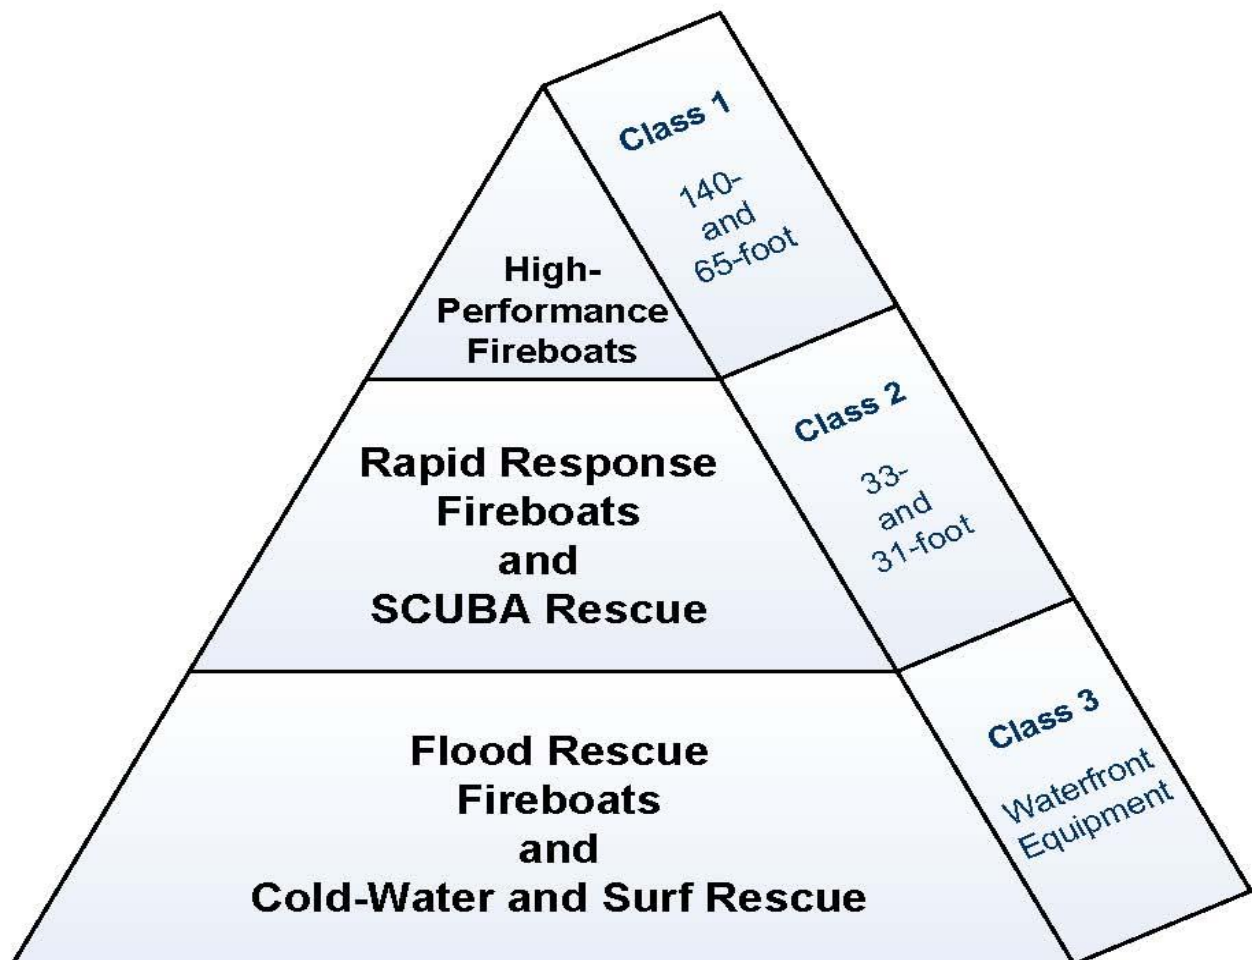 Class 1
140-
and
65-foot
High-
Performance
Fireboats
Class 2
33-
and
31-foot
Rapid Response
Fireboats
and
SCUBA Rescue
Class 3
Waterfront
Equipment
Flood Rescue
Fireboats
and
Cold-Water and Surf Rescue